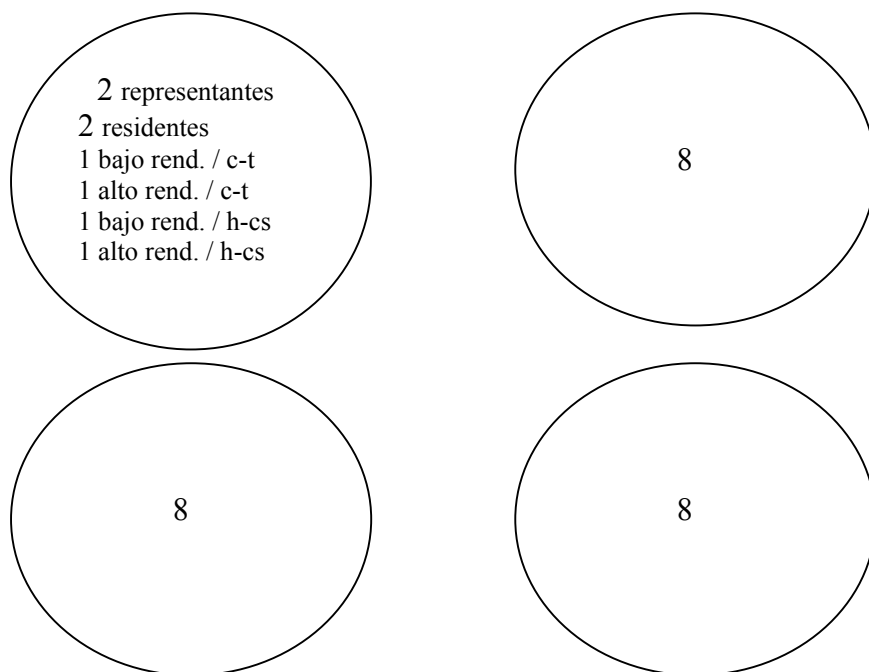 2 representantes
2 residentes
1 bajo rend. / c-t
1 alto rend. / c-t
1 bajo rend. / h-cs
1 alto rend. / h-cs
8
8
8